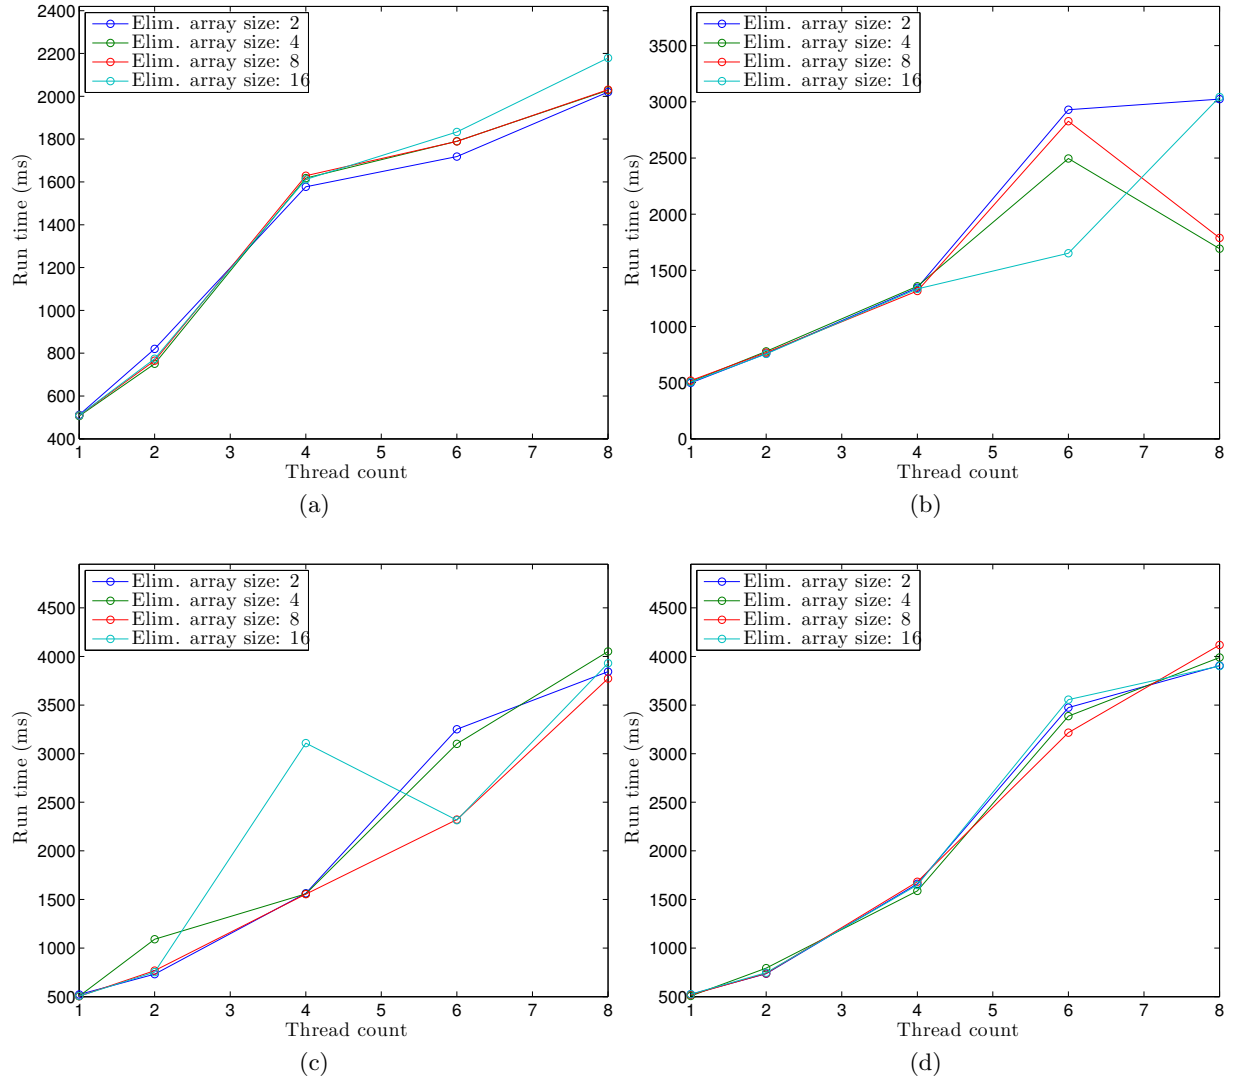 2400
2200
2000
1800
1600
1400
1200
1000
800
600
400
Run time (ms)
Elim. array size: 2
Elim. array size: 4
Elim. array size: 8
Elim. array size: 16
1 2 3 4 5 6 7 8
Thread count
(a)
3500
3000
2500
2000
1500
1000
500
0
Run time (ms)
Elim. array size: 2
Elim. array size: 4
Elim. array size: 8
Elim. array size: 16
1 2 3 4 5 6 7 8
Thread count
(b)
4500
4000
3500
3000
2500
2000
1500
1000
500
Run time (ms)
Elim. array size: 2
Elim. array size: 4
Elim. array size: 8
Elim. array size: 16
1 2 3 4 5 6 7 8
Thread count
(c)
4500
4000
3500
3000
2500
2000
1500
1000
500
Run time (ms)
Elim. array size: 2
Elim. array size: 4
Elim. array size: 8
Elim. array size: 16
1 2 3 4 5 6 7 8
Thread count
(d)